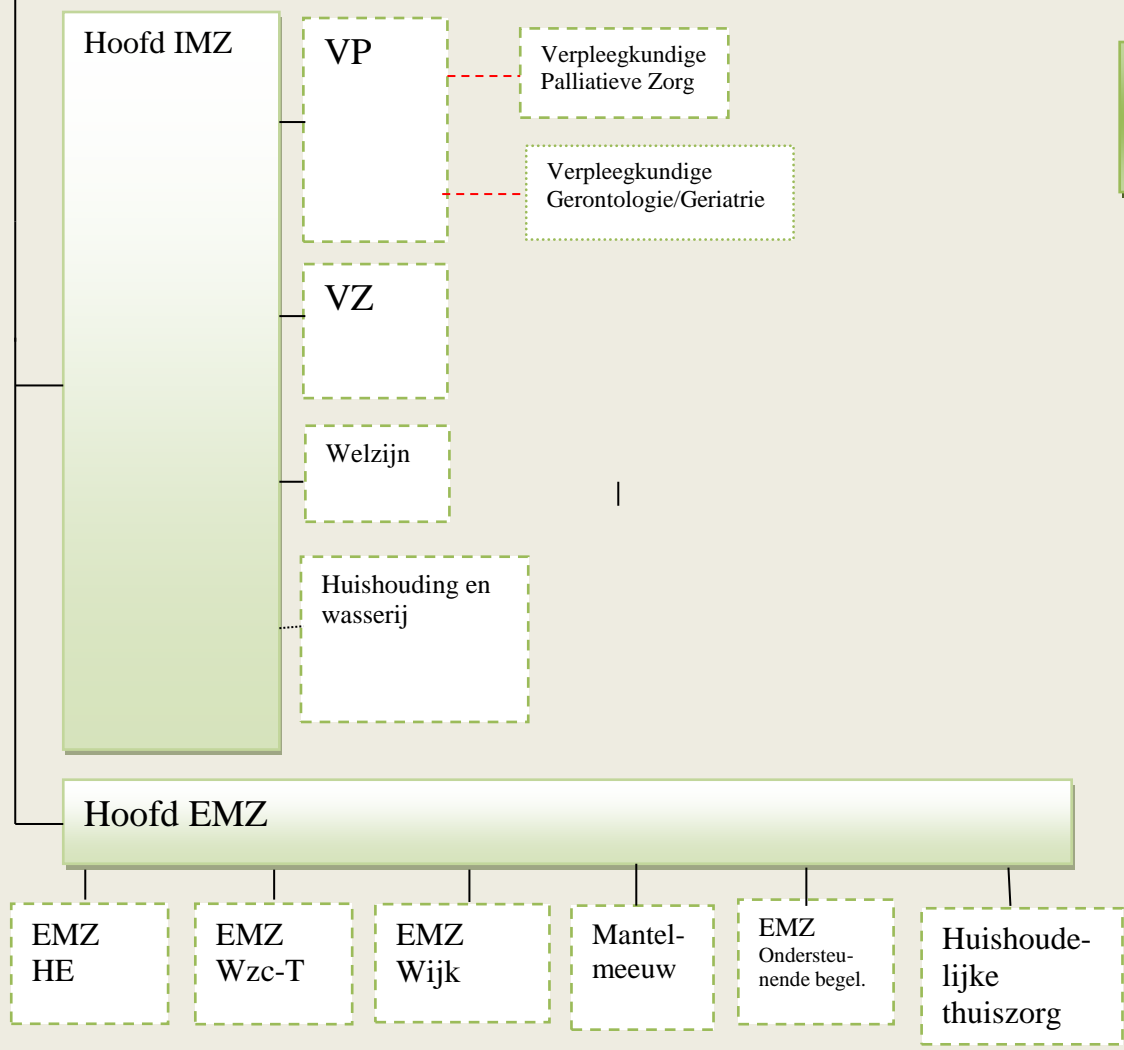 Hoofd IMZ
VP
Verpleegkundige
Palliatieve Zorg
Verpleegkundige
Gerontologie/Geriatrie
VZ
Welzijn
Huishouding en
wasserij
Hoofd EMZ
EMZ
HE
EMZ
Wzc-T
EMZ
Wijk
Mantel-
meeuw
EMZ
Ondersteu-
nende begel.
Huishoude-
lijke
thuiszorg